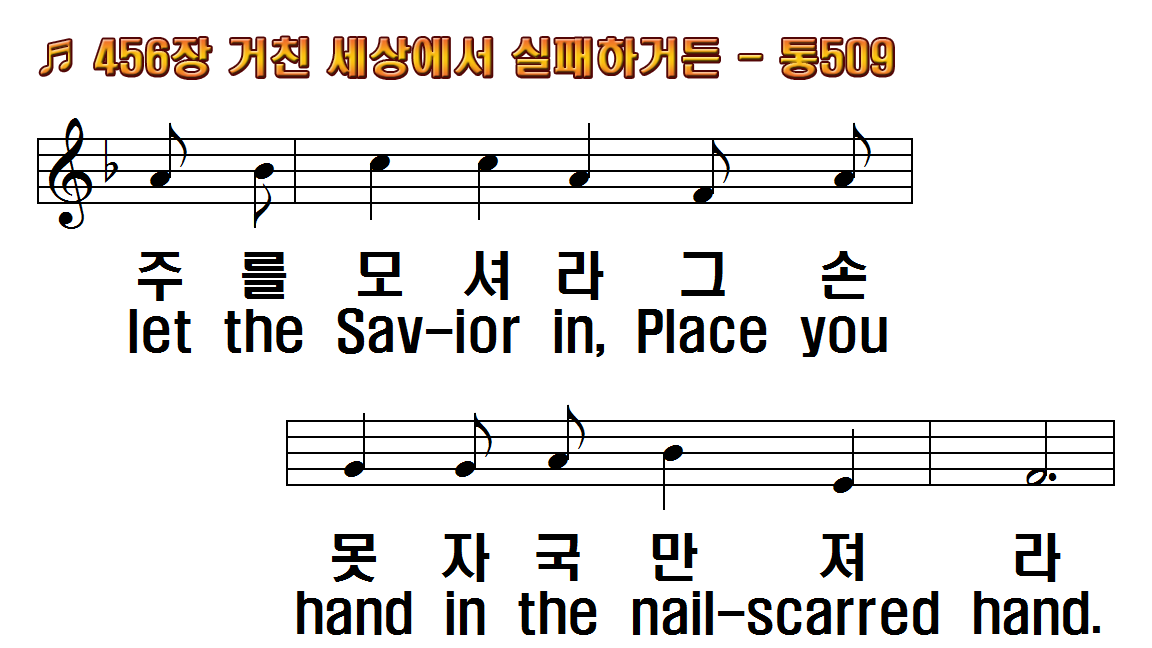 ♬ 456장 거친 세상에서 실패하거든 - 통509
주 를 모 셔 라 그 손
let the Sav-ior in, Place you
못 자 국 만 져 라
hand in the nail-scarred hand.